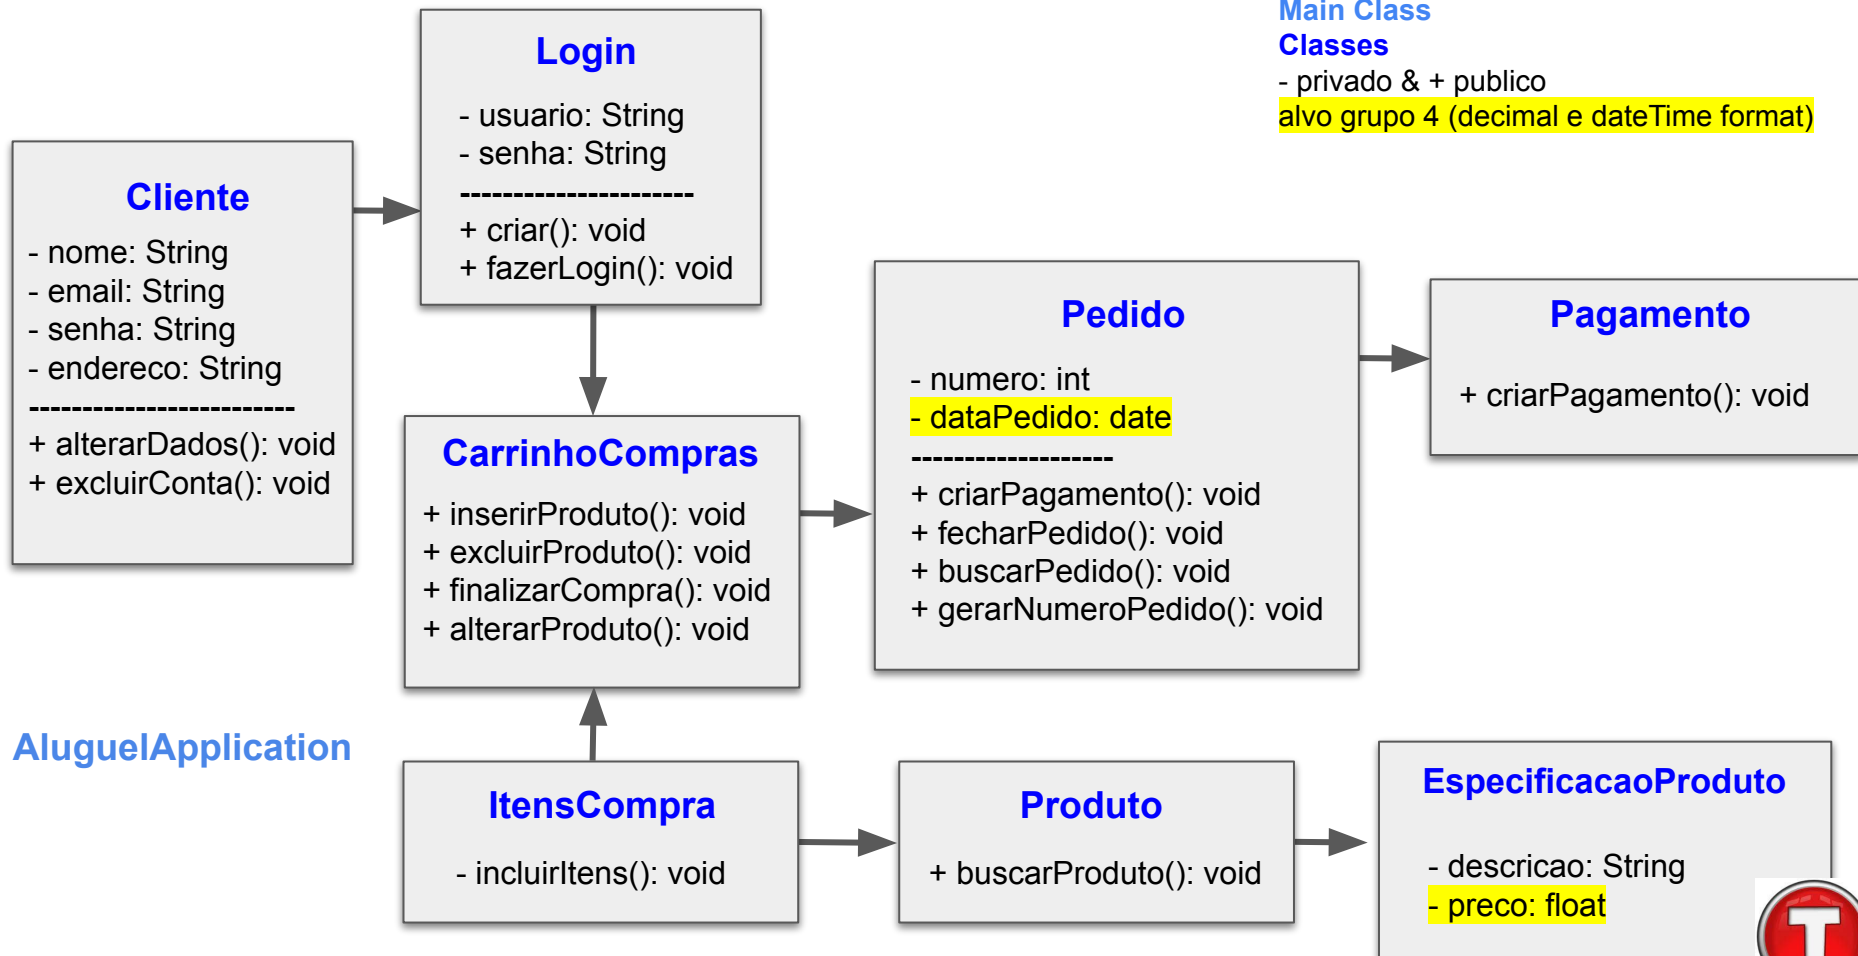 Main Class
Classes
- privado & + publico
alvo grupo 4 (decimal e dateTime format)
Login
- usuario: String
- senha: String
----------------------
+ criar(): void
+ fazerLogin(): void
Cliente
- nome: String
- email: String
- senha: String
- endereco: String
-------------------------
+ alterarDados(): void
+ excluirConta(): void
CarrinhoCompras
+ inserirProduto(): void
+ excluirProduto(): void
+ finalizarCompra(): void
+ alterarProduto(): void
Pedido
- numero: int
- dataPedido: date
-------------------
+ criarPagamento(): void
+ fecharPedido(): void
+ buscarPedido(): void
+ gerarNumeroPedido(): void
Pagamento
+ criarPagamento(): void
AluguelApplication
ItensCompra
- incluirItens(): void
Produto
+ buscarProduto(): void
EspecificacaoProduto
- descricao: String
- preco: float
T